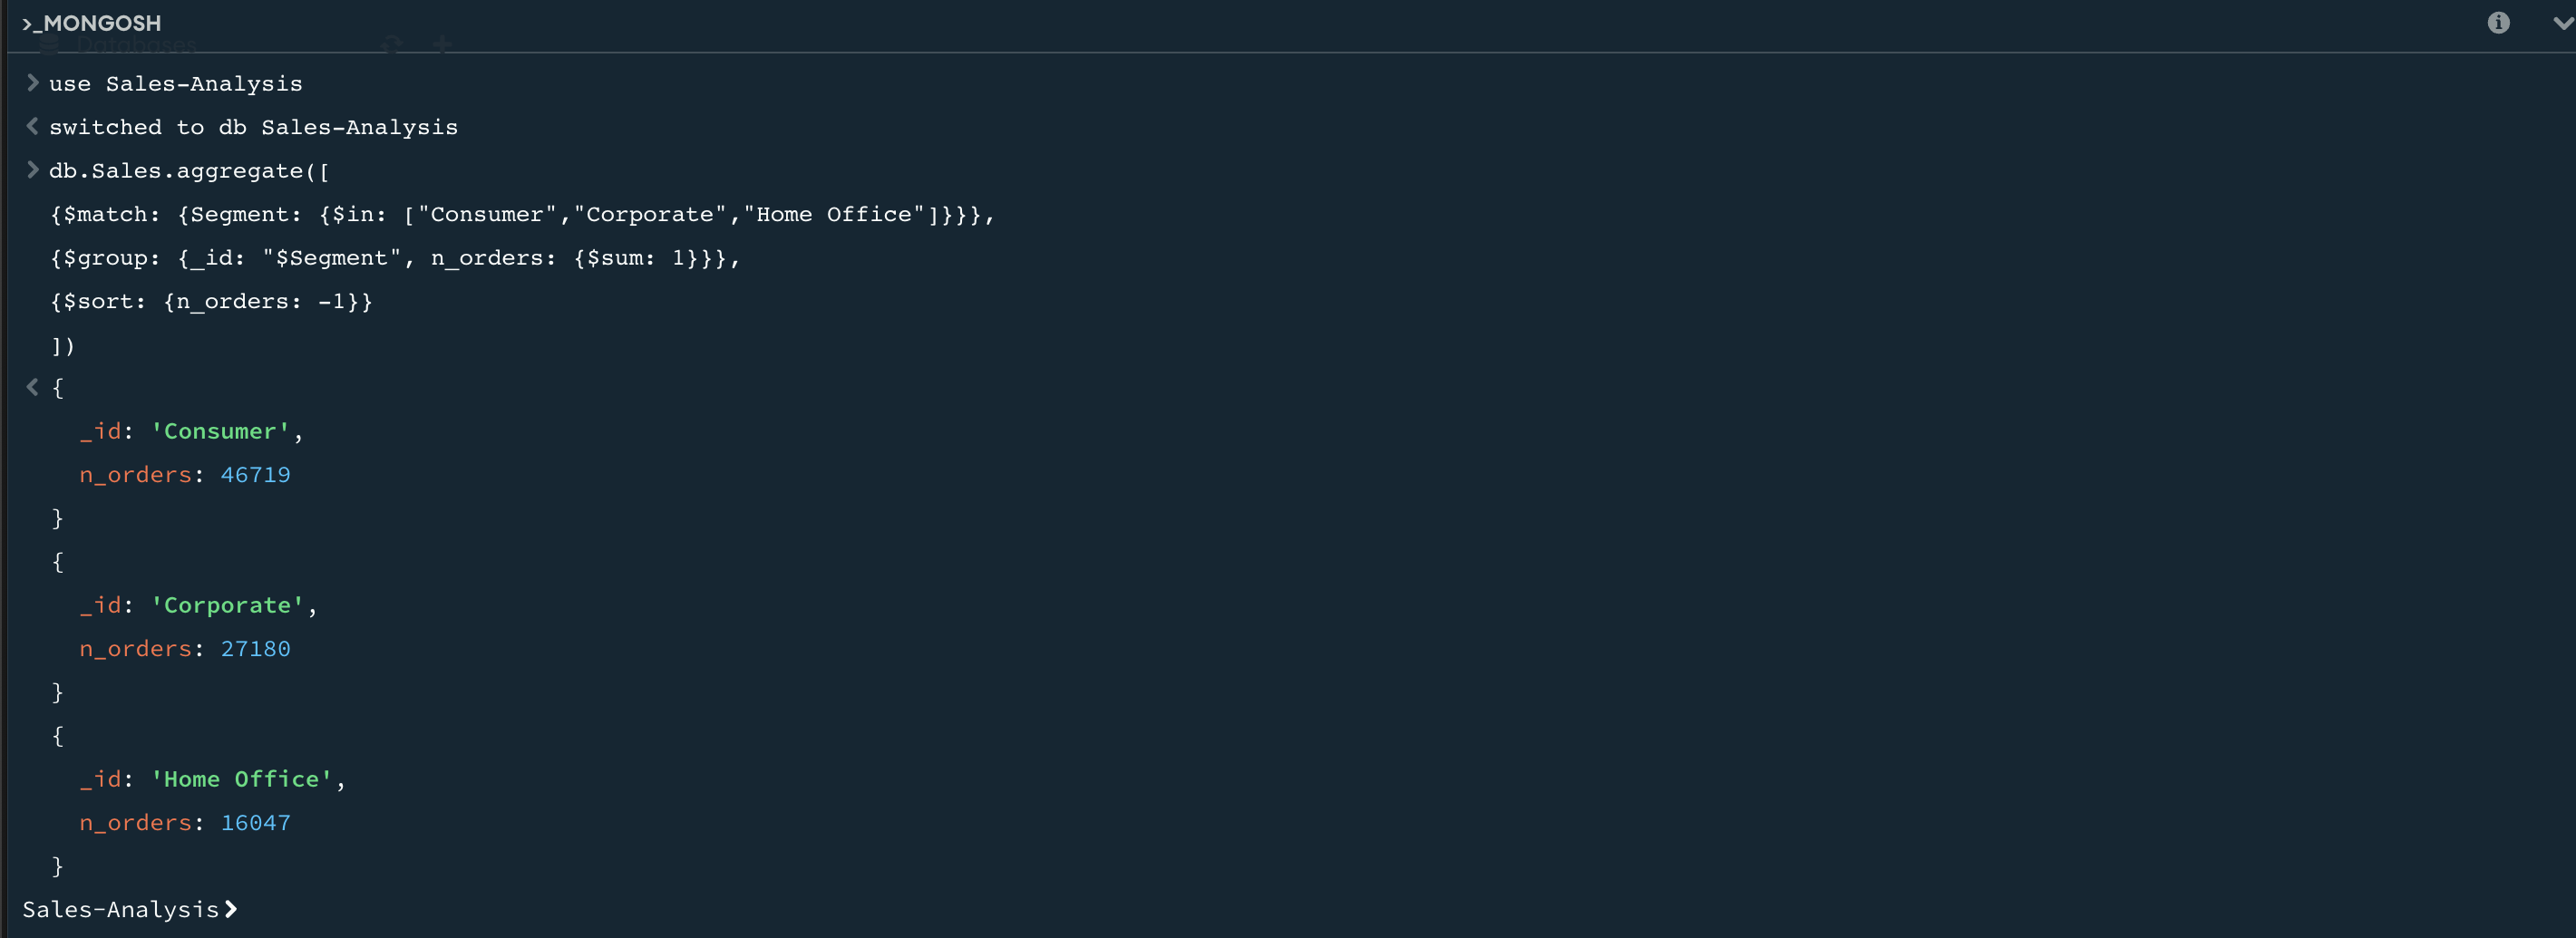 >_MONGOSH
Databases
> use Sales-Analysis
< switched to db Sales-Analysis
> db.Sales.aggregate([
{$match: {Segment: {$in: ["Consumer","Corporate","Home Office"]}}},
{$group: {_id: "$Segment", n_orders: {$sum: 1}}},
{$sort: {n_orders: -1}}
])
< {
_id: 'Consumer',
n_orders: 46719
}
{
_id: 'Corporate',
n_orders: 27180
}
{
_id: 'Home Office',
n_orders: 16047
}
Sales-Analysis>